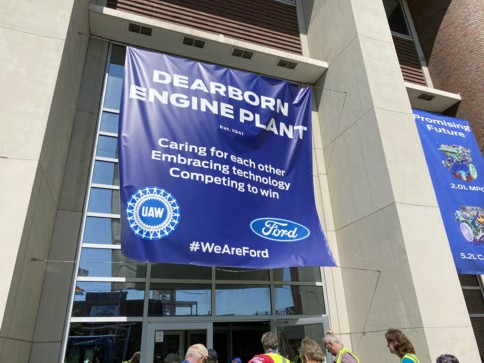 DEARBORN
ENGINE PLANT
Est. 1941
Caring for each other
Embracing technology
Competing to win
UAW
Ford
#WeAreFord
Promising
Future
2.0L MPC
5.2L C